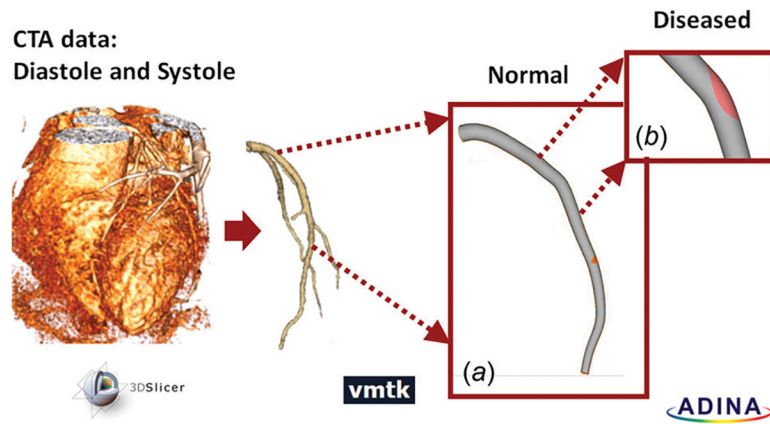 CTA data:
Diastole and Systole
Normal
Diseased
(b)
(a)
3DSlicer
vmtk
ADINA